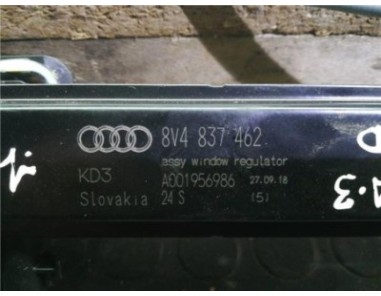 8V4 837 462
assy window regulator
KD3 A001956986 27.09.18
Slovakia 24 S (5)